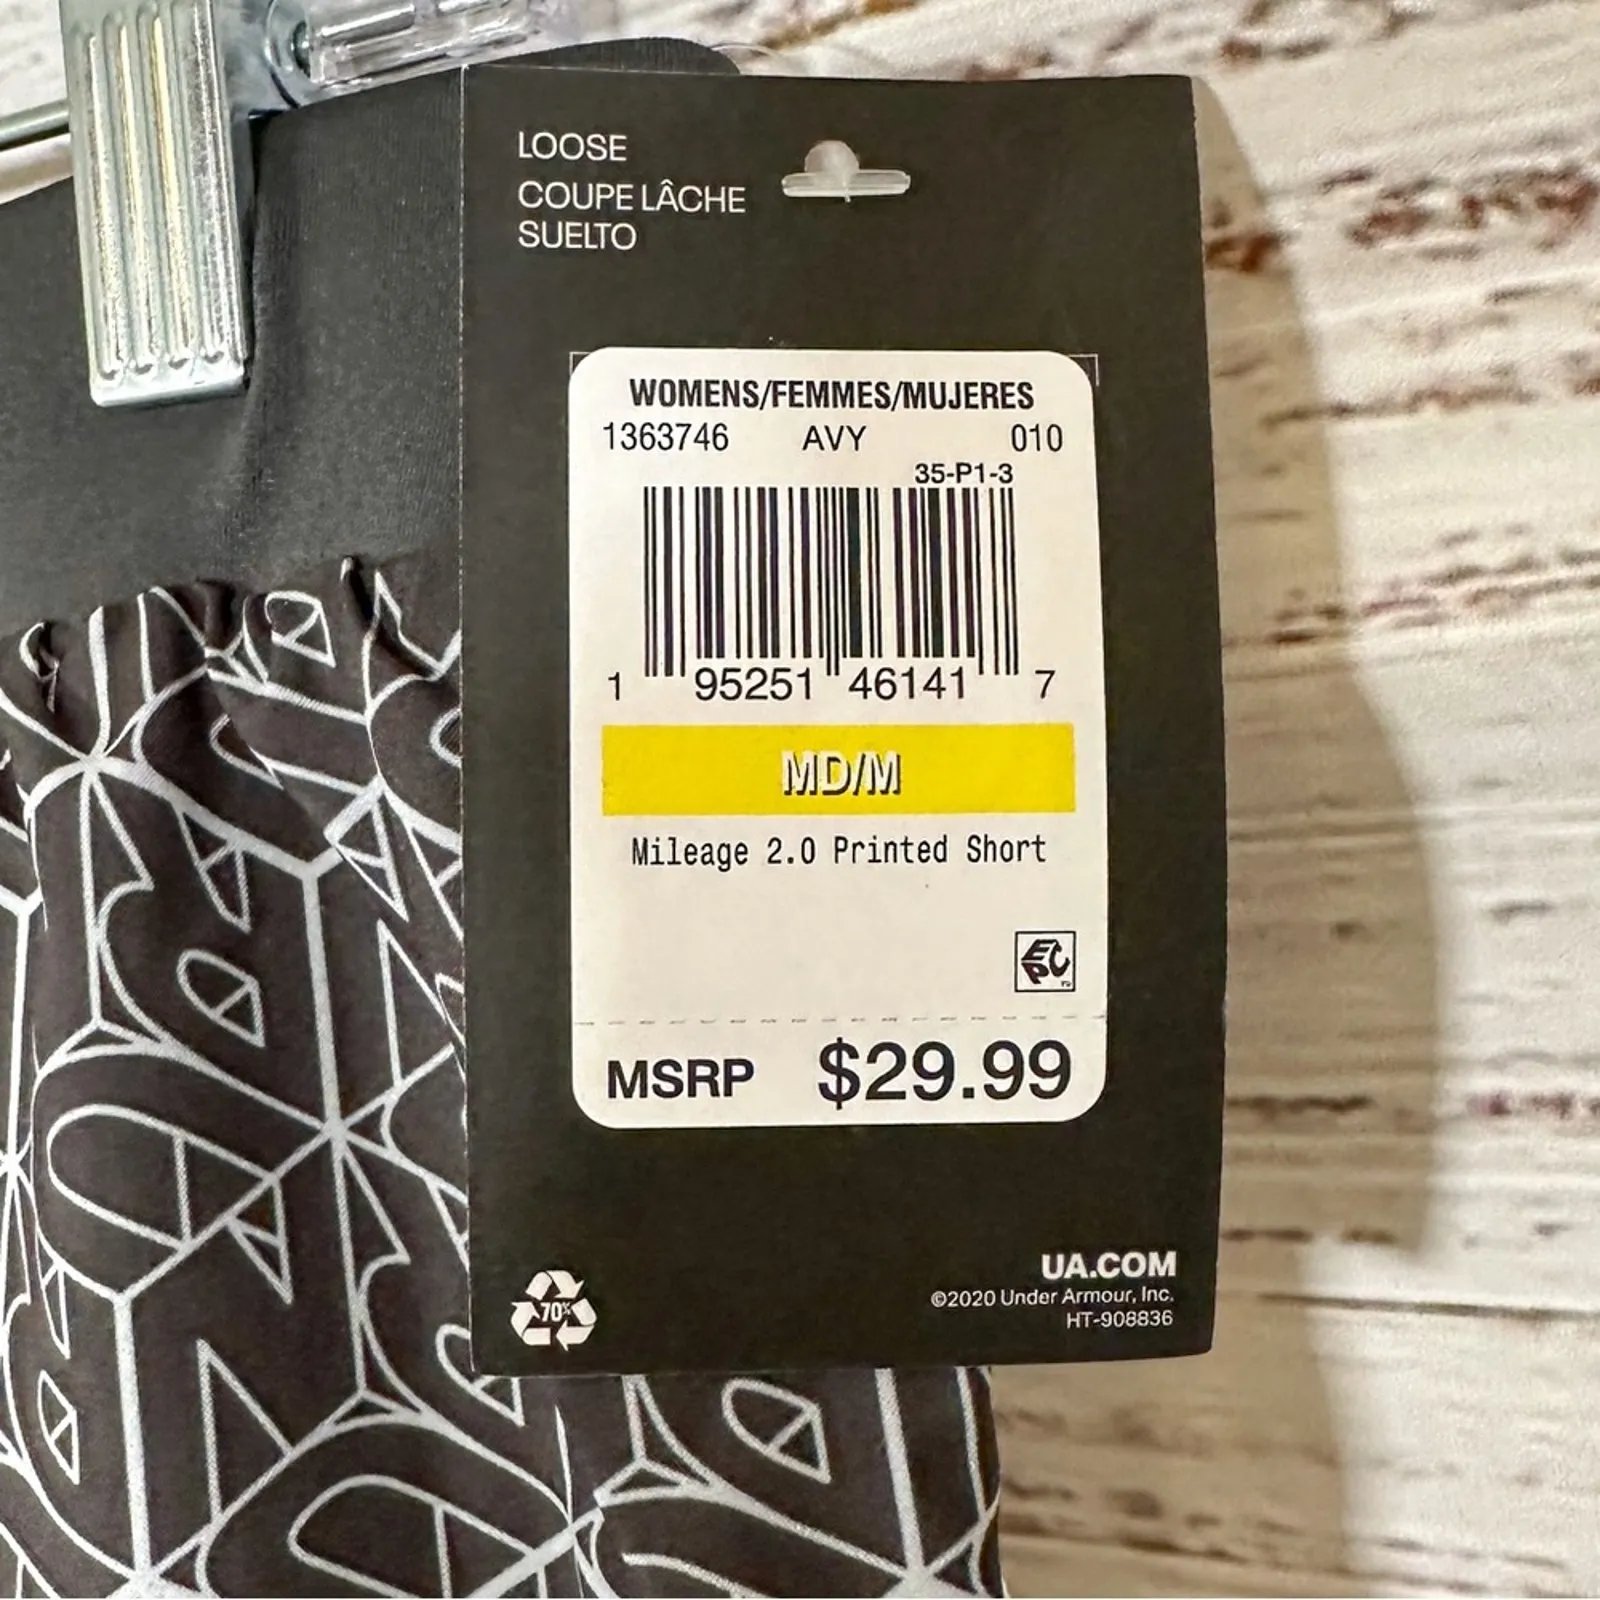 LOOSE
COUPE LÂCHE
SUELTO
WOMENS/FEMMES/MUJERES
1363746 AVY 010
35-P1-3
1 95251 46141 7
MD/M
Mileage 2.0 Printed Short
EPC
MSRP $29.99
70%
UA.COM
©2020 Under Armour, Inc.
HT-908836